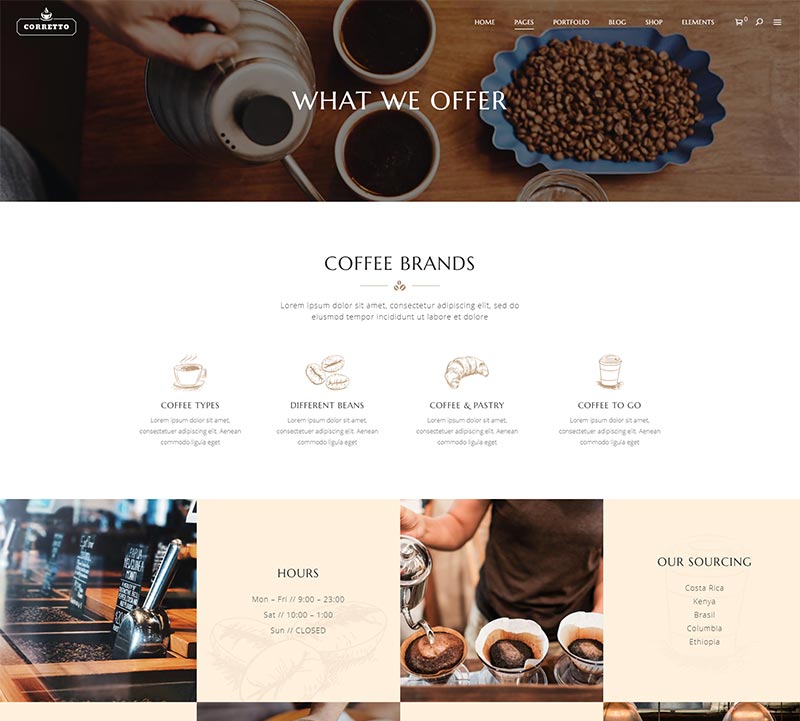 CORRETTO
HOME PAGES PORTFOLIO BLOG SHOP ELEMENTS 0
WHAT WE OFFER
COFFEE BRANDS
Lorem ipsum dolor sit amet, consectetur adipiscing elit, sed do
eiusmod tempor incididunt ut labore et dolore
COFFEE TYPES
Lorem ipsum dolor sit amet,
consectetuer adipiscing elit. Aenean
commodo ligula eget
DIFFERENT BEANS
Lorem ipsum dolor sit amet,
consectetuer adipiscing elit. Aenean
commodo ligula eget
COFFEE & PASTRY
Lorem ipsum dolor sit amet,
consectetuer adipiscing elit. Aenean
commodo ligula eget
COFFEE TO GO
Lorem ipsum dolor sit amet,
consectetuer adipiscing elit. Aenean
commodo ligula eget
PAPUA
NEW GUINEA
MONTI
HOURS
Mon – Fri // 9:00 – 23:00
Sat // 10:00 – 1:00
Sun // CLOSED
OUR SOURCING
Costa Rica
Kenya
Brasil
Columbia
Ethiopia